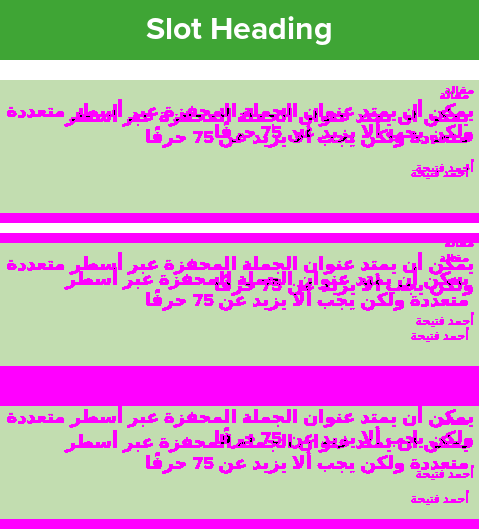 Slot Heading
مقالة
مقالة
يمكن أن يمتد عنوان الجملة المحفزة عبر أسطر متعددة
يمكن أن يمتد عنوان الجملة المحفزة عبر أسطر
ولكن يجب ألا يزيد عن 75 حرفًا
متعددة ولكن يجب ألا يزيد عن 75 حرفًا
أحمد فتيحة
أحمد فتيحة
مقالة
مقالة
يمكن أن يمتد عنوان الجملة المحفزة عبر أسطر متعددة
يمكن أن يمتد عنوان الجملة المحفزة عبر أسطر
ولكن يجب ألا يزيد عن 75 حرفًا
متعددة ولكن يجب ألا يزيد عن 75 حرفًا
أحمد فتيحة
أحمد فتيحة
يمكن أن يمتد عنوان الجملة المحفزة عبر أسطر متعددة
ولكن يجب ألا يزيد عن 75 حرفًا
يمكن أن يمتد عنوان الجملة المحفزة عبر أسطر
متعددة ولكن يجب ألا يزيد عن 75 حرفًا
أحمد فتيحة
أحمد فتيحة